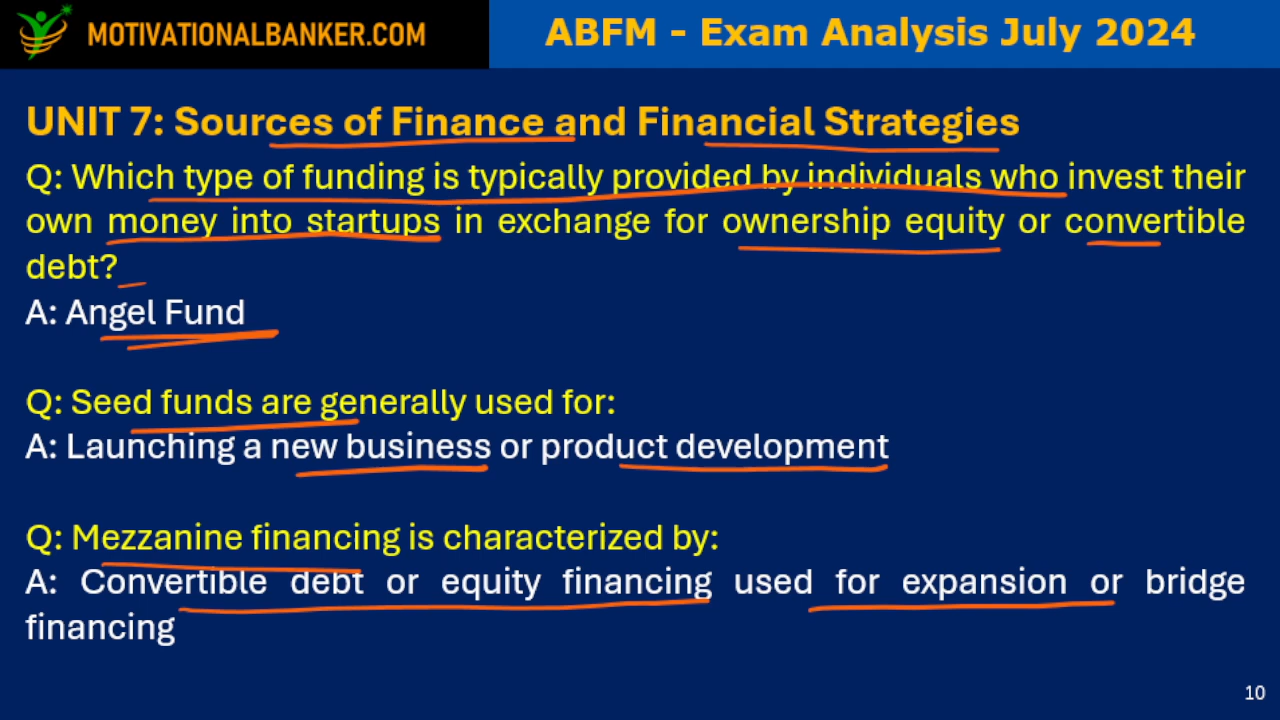 MOTIVATIONALBANKER.COM
ABFM - Exam Analysis July 2024
UNIT 7: Sources of Finance and Financial Strategies
Q: Which type of funding is typically provided by individuals who invest their
own money into startups in exchange for ownership equity or convertible
debt?
A: Angel Fund
Q: Seed funds are generally used for:
A: Launching a new business or product development
Q: Mezzanine financing is characterized by:
A: Convertible debt or equity financing used for expansion or bridge
financing
10